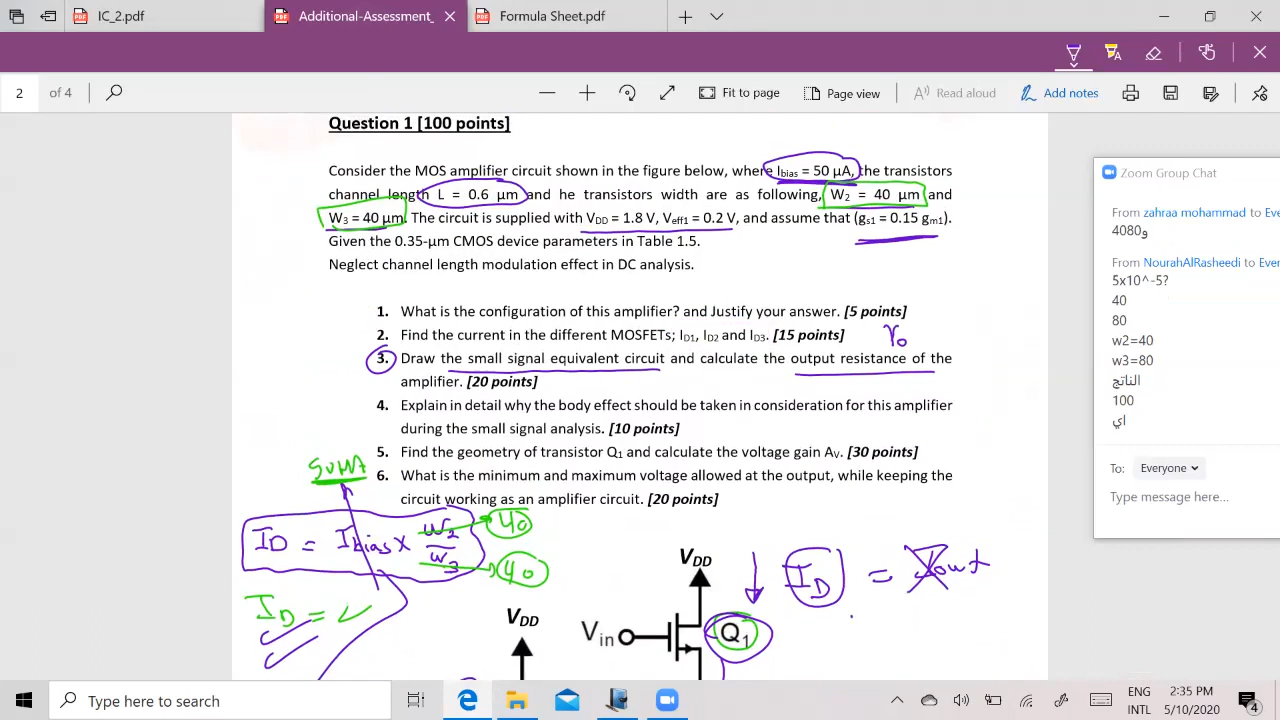 IC_2.pdf
Additional-Assessment_
Formula Sheet.pdf
2 of 4
Fit to page
Page view
Read aloud
Add notes
Question 1 [100 points]
Consider the MOS amplifier circuit shown in the figure below, where Ibias = 50 μA, the transistors
channel length L = 0.6 μm and he transistors width are as following, W2 = 40 μm and
W3 = 40 μm. The circuit is supplied with VDD = 1.8 V, Veff1 = 0.2 V, and assume that (gs1 = 0.15 gm1).
Given the 0.35-μm CMOS device parameters in Table 1.5.
Neglect channel length modulation effect in DC analysis.
1. What is the configuration of this amplifier? and Justify your answer. [5 points]
2. Find the current in the different MOSFETs; ID1, ID2 and ID3. [15 points]
ro
3. Draw the small signal equivalent circuit and calculate the output resistance of the
amplifier. [20 points]
4. Explain in detail why the body effect should be taken in consideration for this amplifier
during the small signal analysis. [10 points]
5. Find the geometry of transistor Q1 and calculate the voltage gain AV. [30 points]
6. What is the minimum and maximum voltage allowed at the output, while keeping the
circuit working as an amplifier circuit. [20 points]
50MA
ID = Ibias x W2/W3
40
40
ID =
VDD
VDD
ID = Iout
Vin
Q1
Zoom Group Chat
From zahraa mohammad to Eve
4080و
From NourahAlRasheedi to Ever
5x10^-5?
40
80
w2=40
w3=80
الناتج
100
اي
To: Everyone
Type message here...
Type here to search
ENG
INTL
2:35 PM
5/10/2020
4